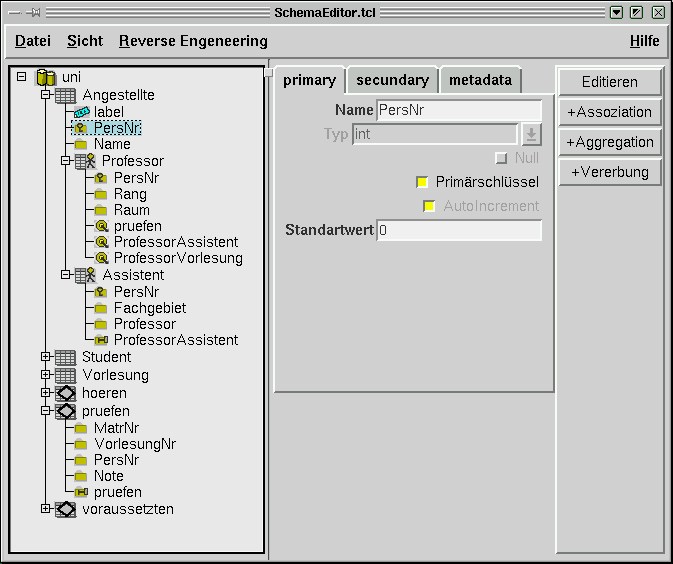 SchemaEditor.tcl
Datei Sicht Reverse Engeneering Hilfe
uni
Angestellte
label
PersNr
Name
Professor
PersNr
Rang
Raum
pruefen
ProfessorAssistent
ProfessorVorlesung
Assistent
PersNr
Fachgebiet
Professor
ProfessorAssistent
Student
Vorlesung
hoeren
pruefen
MatrNr
VorlesungNr
PersNr
Note
pruefen
voraussetzten
primary secundary metadata
Name PersNr
Typ int
Null
Primärschlüssel
AutoIncrement
Standartwert 0
Editieren
+Assoziation
+Aggregation
+Vererbung